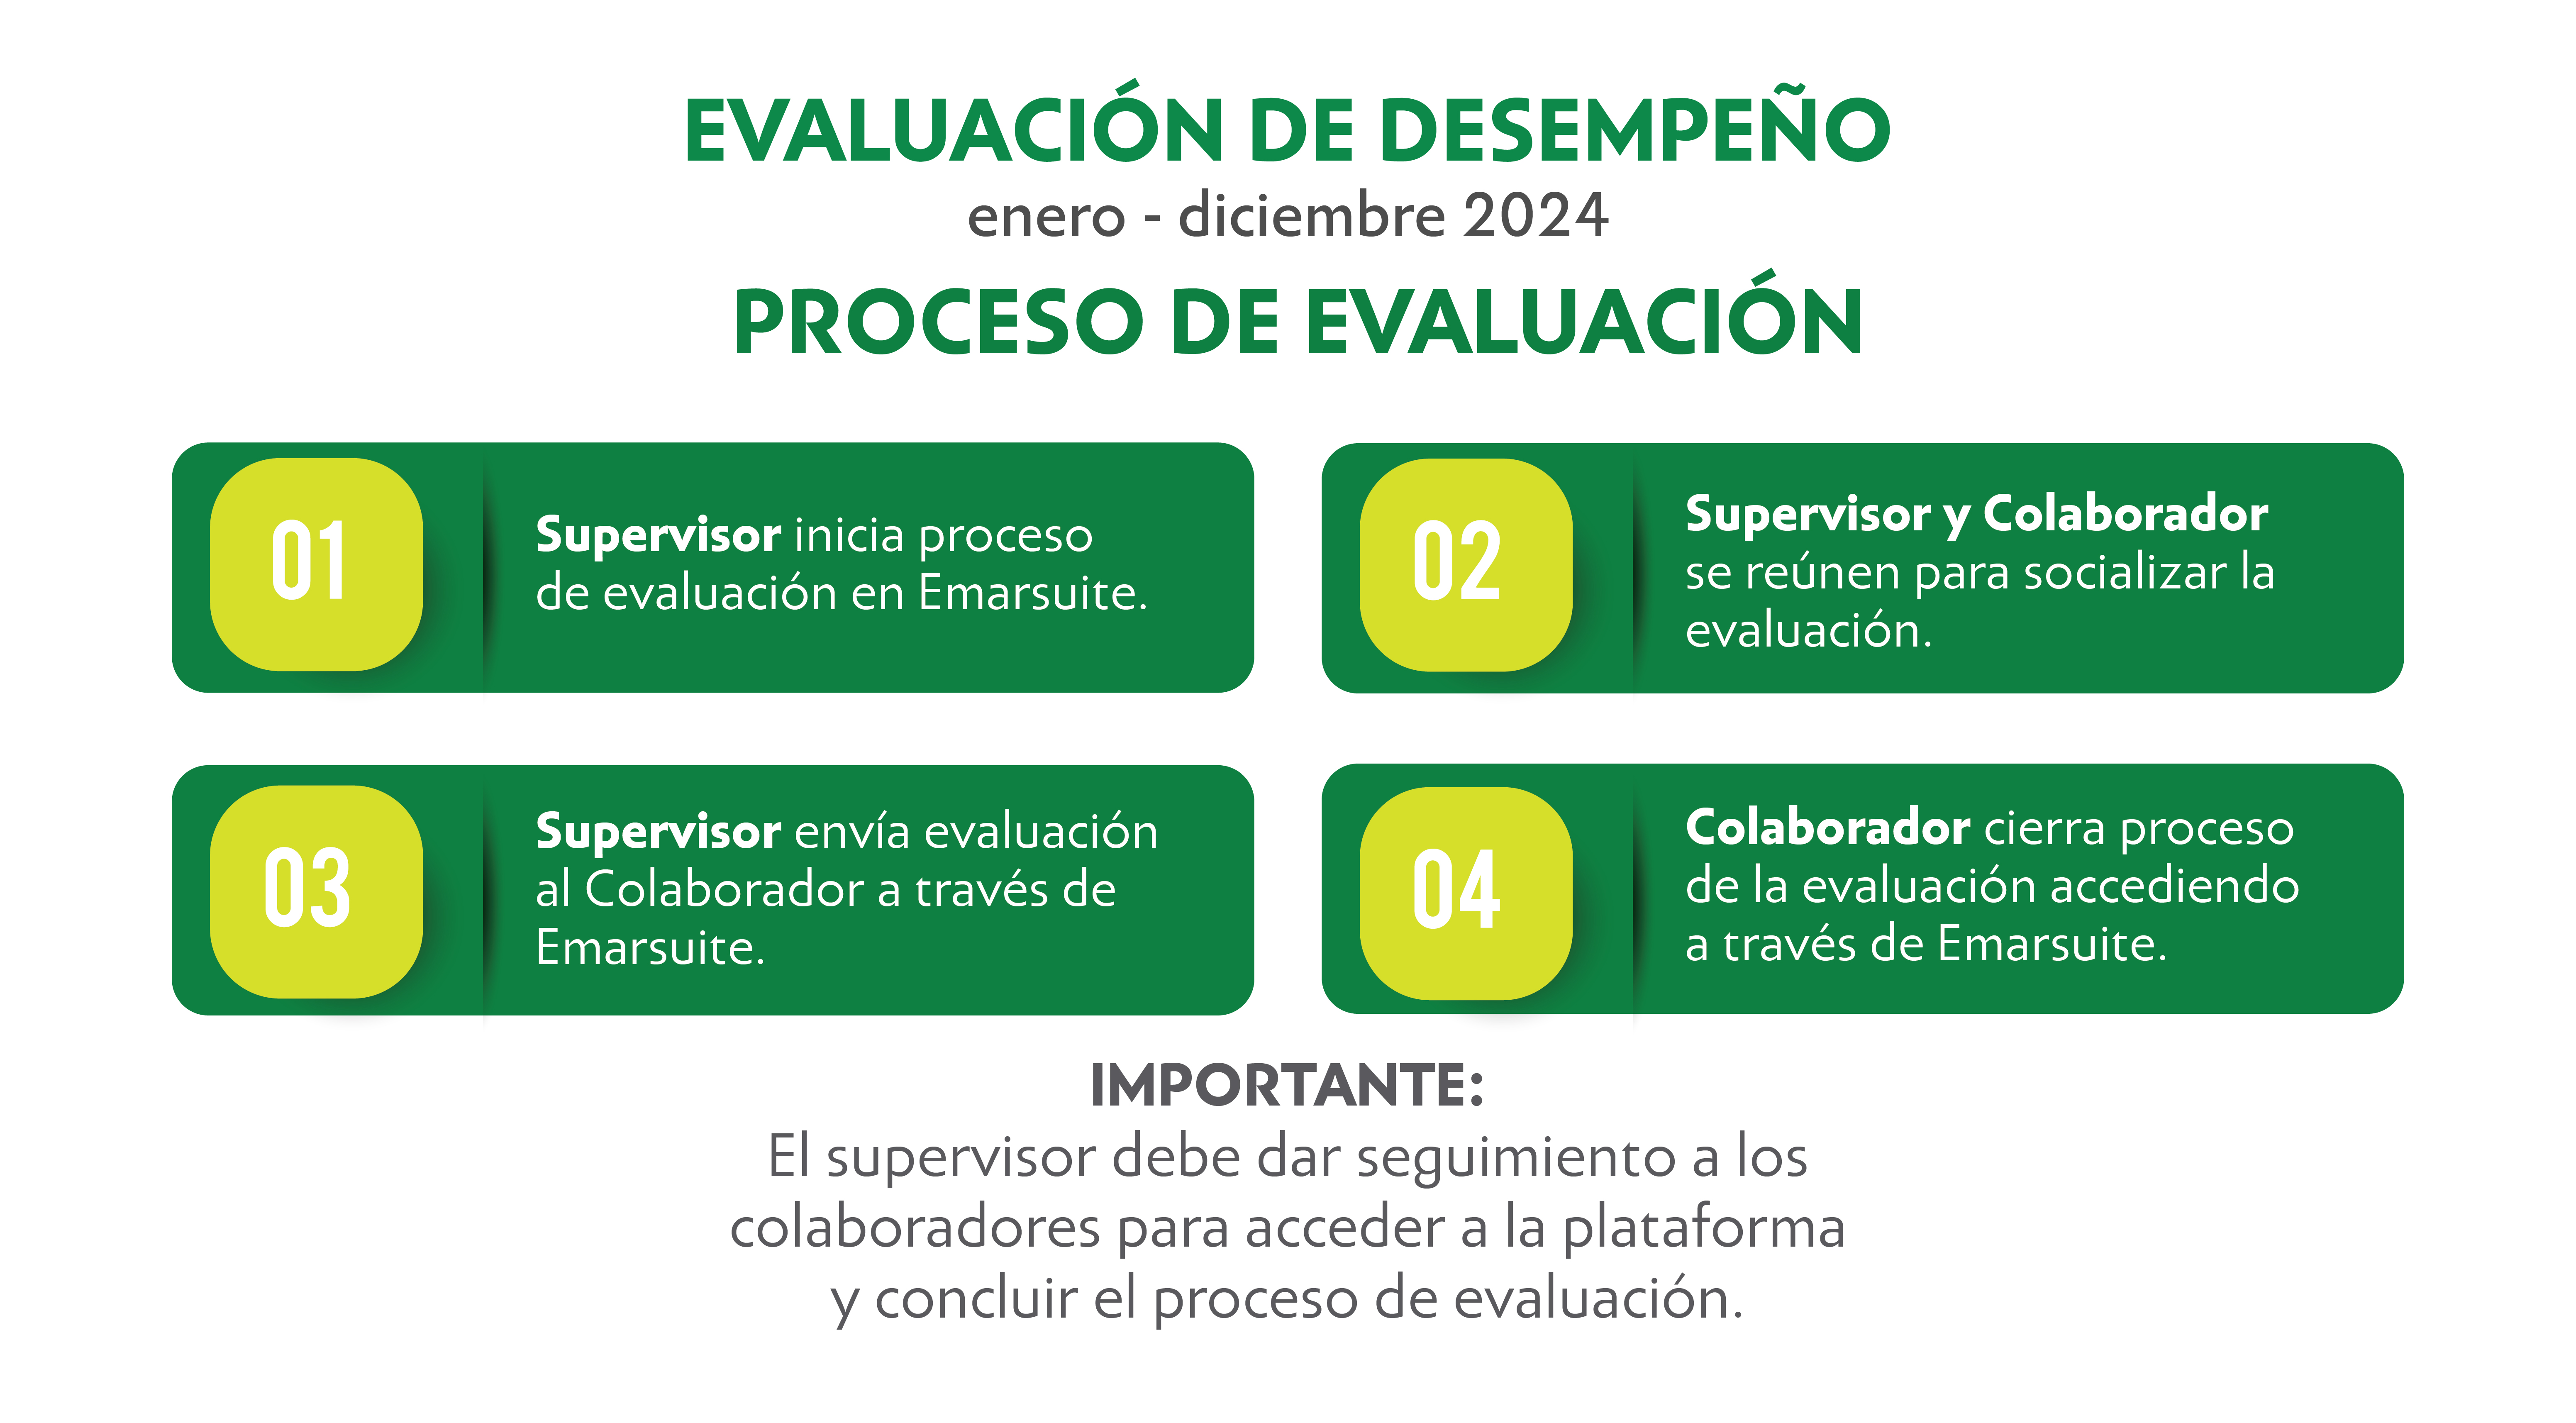 EVALUACIÓN DE DESEMPEÑO
enero - diciembre 2024
PROCESO DE EVALUACIÓN
01
Supervisor inicia proceso
de evaluación en Emarsuite.
02
Supervisor y Colaborador
se reúnen para socializar la
evaluación.
03
Supervisor envía evaluación
al Colaborador a través de
Emarsuite.
04
Colaborador cierra proceso
de la evaluación accediendo
a través de Emarsuite.
IMPORTANTE:
El supervisor debe dar seguimiento a los
colaboradores para acceder a la plataforma
y concluir el proceso de evaluación.